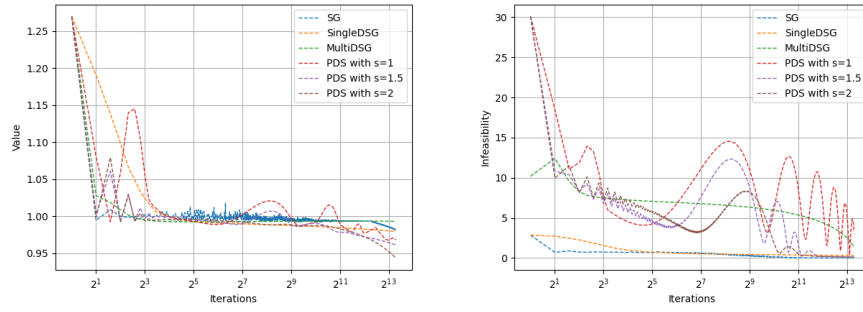 SG
SingleDSG
MultiDSG
PDS with s=1
PDS with s=1.5
PDS with s=2
1.25
1.20
1.15
1.10
1.05
1.00
0.95
Value
2^1
2^3
2^5
2^7
2^9
2^11
2^13
Iterations
SG
SingleDSG
MultiDSG
PDS with s=1
PDS with s=1.5
PDS with s=2
30
25
20
15
10
5
0
Infeasibility
2^1
2^3
2^5
2^7
2^9
2^11
2^13
Iterations